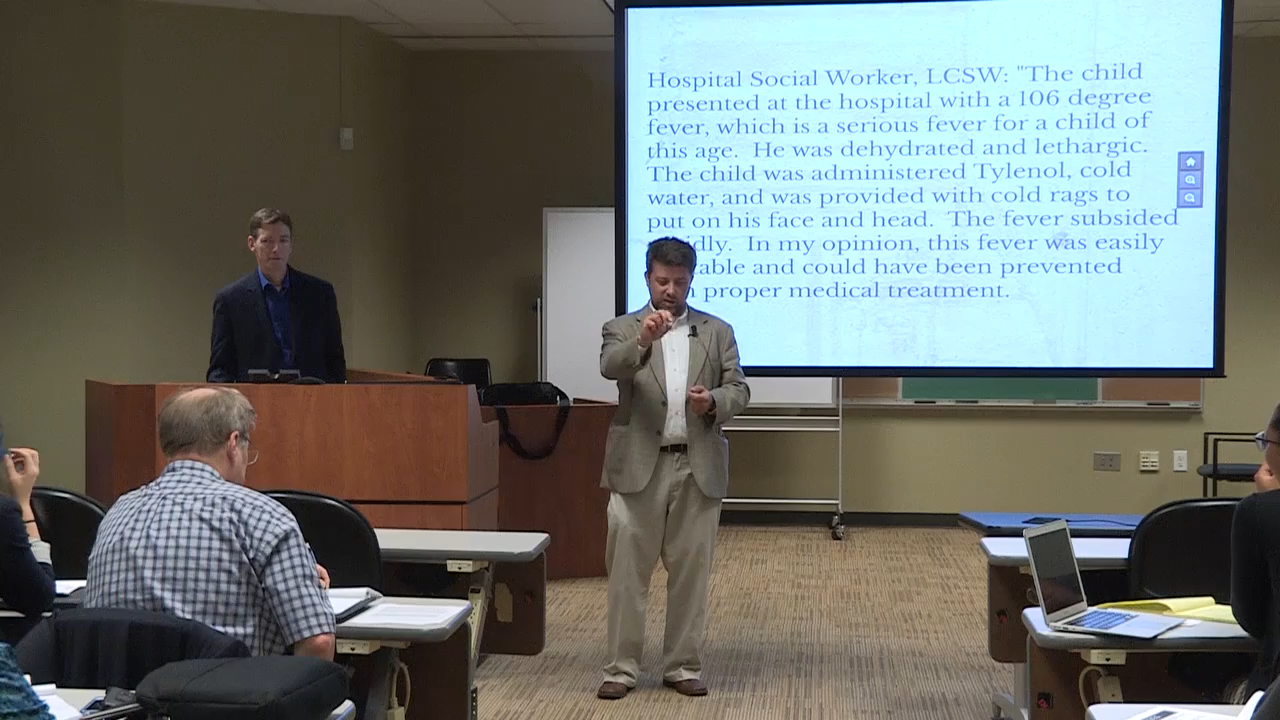 Hospital Social Worker, LCSW: "The child
presented at the hospital with a 106 degree
fever, which is a serious fever for a child of
this age. He was dehydrated and lethargic.
The child was administered Tylenol, cold
water, and was provided with cold rags to
put on his face and head. The fever subsided
In my opinion, this fever was easily
and could have been prevented
proper medical treatment.